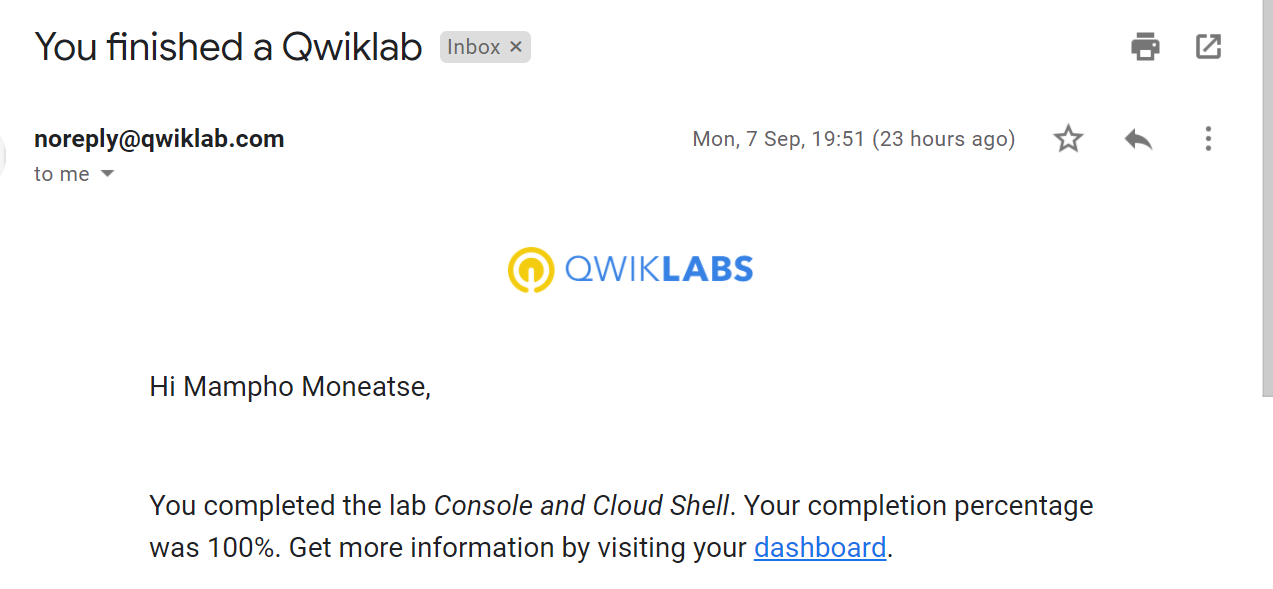 You finished a Qwiklab Inbox ×
noreply@qwiklab.com Mon, 7 Sep, 19:51 (23 hours ago)
to me
QWIKLABS
Hi Mampho Moneatse,
You completed the lab Console and Cloud Shell. Your completion percentage
was 100%. Get more information by visiting your dashboard.